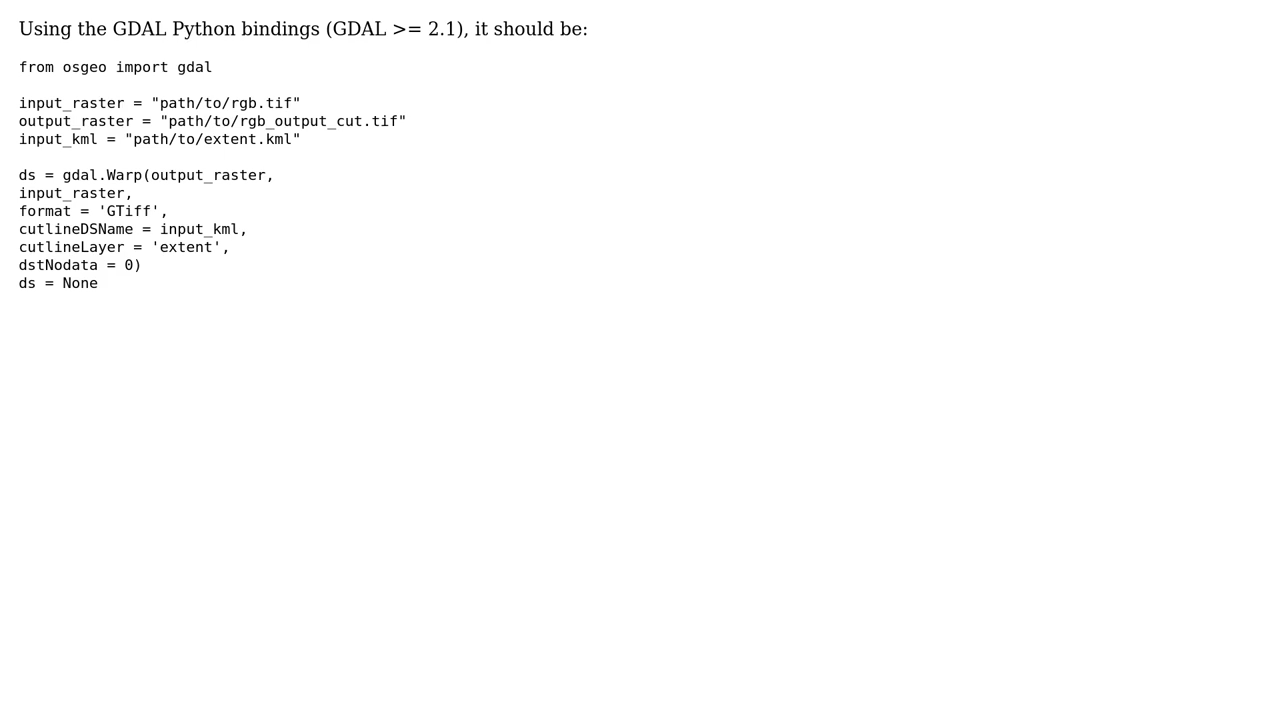 Using the GDAL Python bindings (GDAL >= 2.1), it should be:
from osgeo import gdal
input_raster = "path/to/rgb.tif"
output_raster = "path/to/rgb_output_cut.tif"
input_kml = "path/to/extent.kml"
ds = gdal.Warp(output_raster,
input_raster,
format = 'GTiff',
cutlineDSName = input_kml,
cutlineLayer = 'extent',
dstNodata = 0)
ds = None